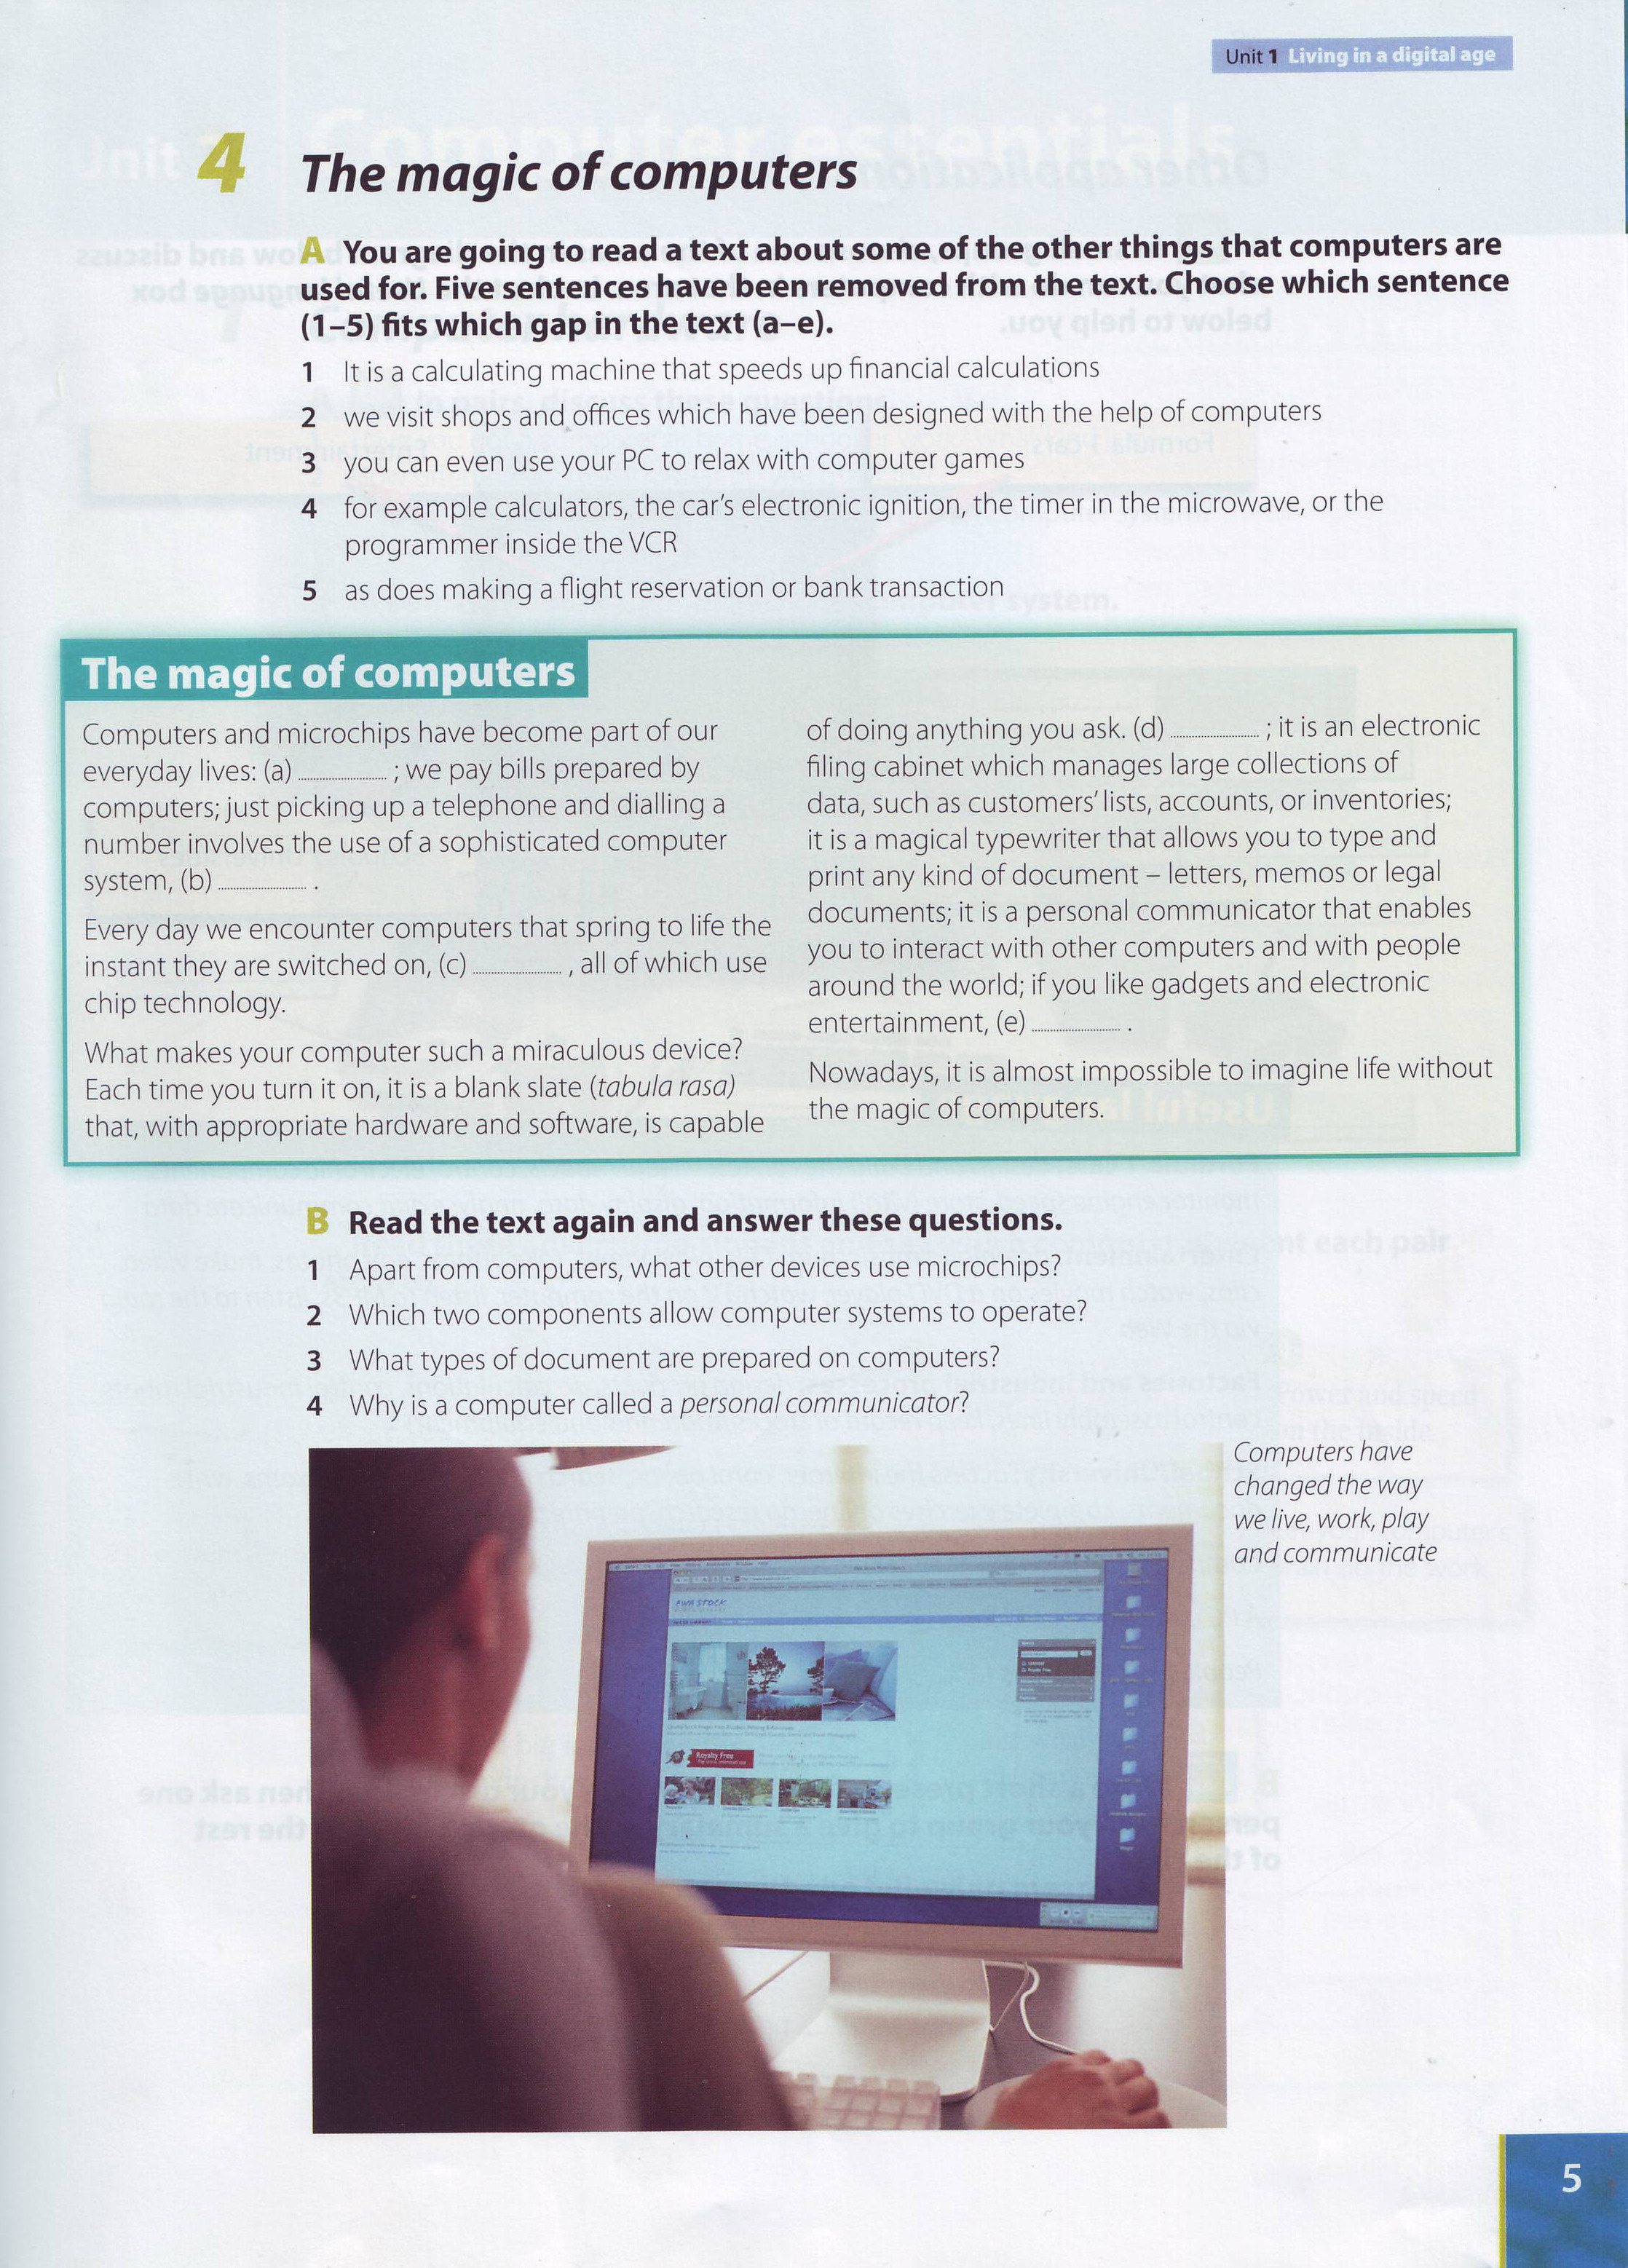 Unit 1 Living in a digital age
4 The magic of computers
A You are going to read a text about some of the other things that computers are
used for. Five sentences have been removed from the text. Choose which sentence
(1–5) fits which gap in the text (a–e).
1 It is a calculating machine that speeds up financial calculations
2 we visit shops and offices which have been designed with the help of computers
3 you can even use your PC to relax with computer games
4 for example calculators, the car's electronic ignition, the timer in the microwave, or the
programmer inside the VCR
5 as does making a flight reservation or bank transaction
The magic of computers
Computers and microchips have become part of our
everyday lives: (a) ............ ; we pay bills prepared by
computers; just picking up a telephone and dialling a
number involves the use of a sophisticated computer
system, (b) ............ .
Every day we encounter computers that spring to life the
instant they are switched on, (c) ............ , all of which use
chip technology.
What makes your computer such a miraculous device?
Each time you turn it on, it is a blank slate (tabula rasa)
that, with appropriate hardware and software, is capable
of doing anything you ask. (d) ............ ; it is an electronic
filing cabinet which manages large collections of
data, such as customers' lists, accounts, or inventories;
it is a magical typewriter that allows you to type and
print any kind of document – letters, memos or legal
documents; it is a personal communicator that enables
you to interact with other computers and with people
around the world; if you like gadgets and electronic
entertainment, (e) ............ .
Nowadays, it is almost impossible to imagine life without
the magic of computers.
B Read the text again and answer these questions.
1 Apart from computers, what other devices use microchips?
2 Which two components allow computer systems to operate?
3 What types of document are prepared on computers?
4 Why is a computer called a personal communicator?
Computers have
changed the way
we live, work, play
and communicate
Royalty Free
5